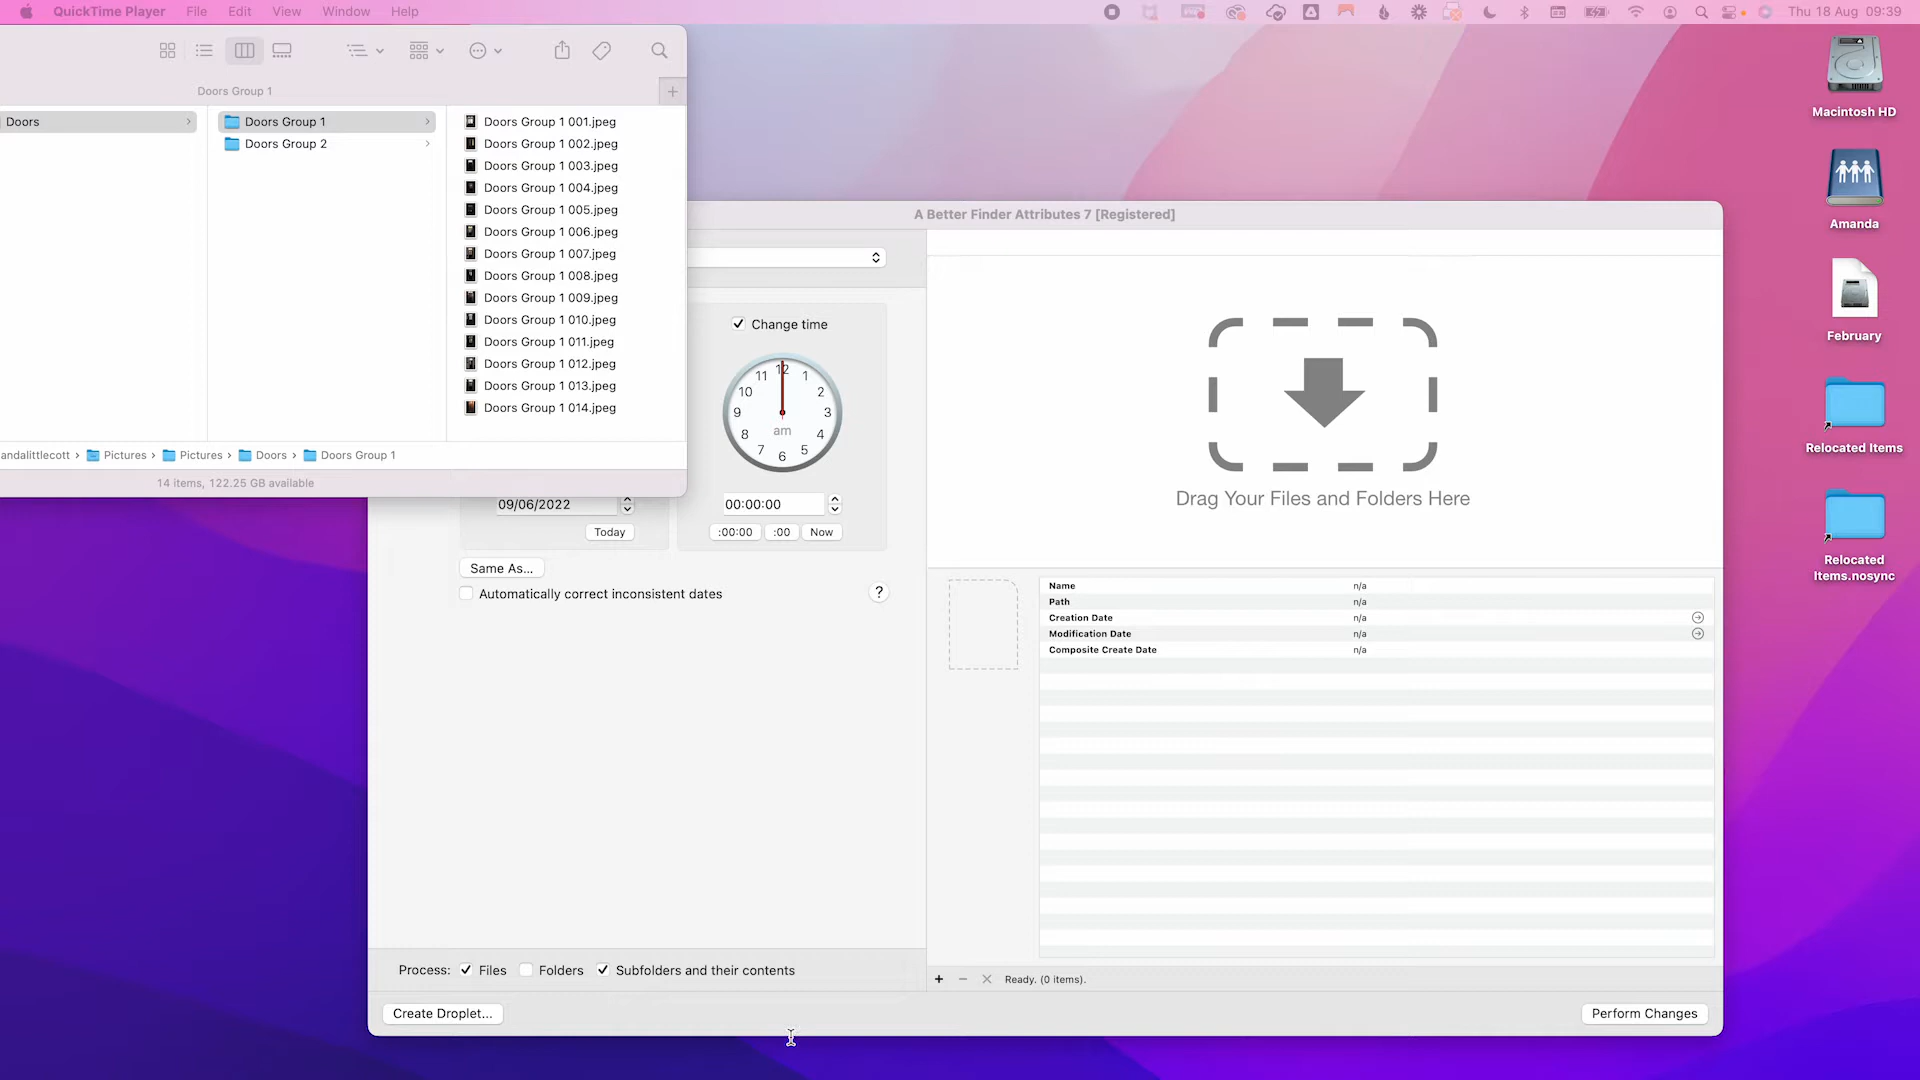 QuickTime Player File Edit View Window Help
Thu 18 Aug 09:39
Doors Group 1
Doors
Doors Group 1
Doors Group 2
Doors Group 1 001.jpeg
Doors Group 1 002.jpeg
Doors Group 1 003.jpeg
Doors Group 1 004.jpeg
Doors Group 1 005.jpeg
Doors Group 1 006.jpeg
Doors Group 1 007.jpeg
Doors Group 1 008.jpeg
Doors Group 1 009.jpeg
Doors Group 1 010.jpeg
Doors Group 1 011.jpeg
Doors Group 1 012.jpeg
Doors Group 1 013.jpeg
Doors Group 1 014.jpeg
andalittlecott › Pictures › Pictures › Doors › Doors Group 1
14 items, 122.25 GB available
A Better Finder Attributes 7 [Registered]
Change time
12
11 1
10 2
9 3
am
8 4
7 5
6
09/06/2022
00:00:00
Today
:00:00 :00 Now
Same As...
Automatically correct inconsistent dates ?
Drag Your Files and Folders Here
Name n/a
Path n/a
Creation Date n/a
Modification Date n/a
Composite Create Date n/a
Process: Files Folders Subfolders and their contents
Ready. (0 items).
Create Droplet...
Perform Changes
Macintosh HD
Amanda
February
Relocated Items
Relocated
Items.nosync